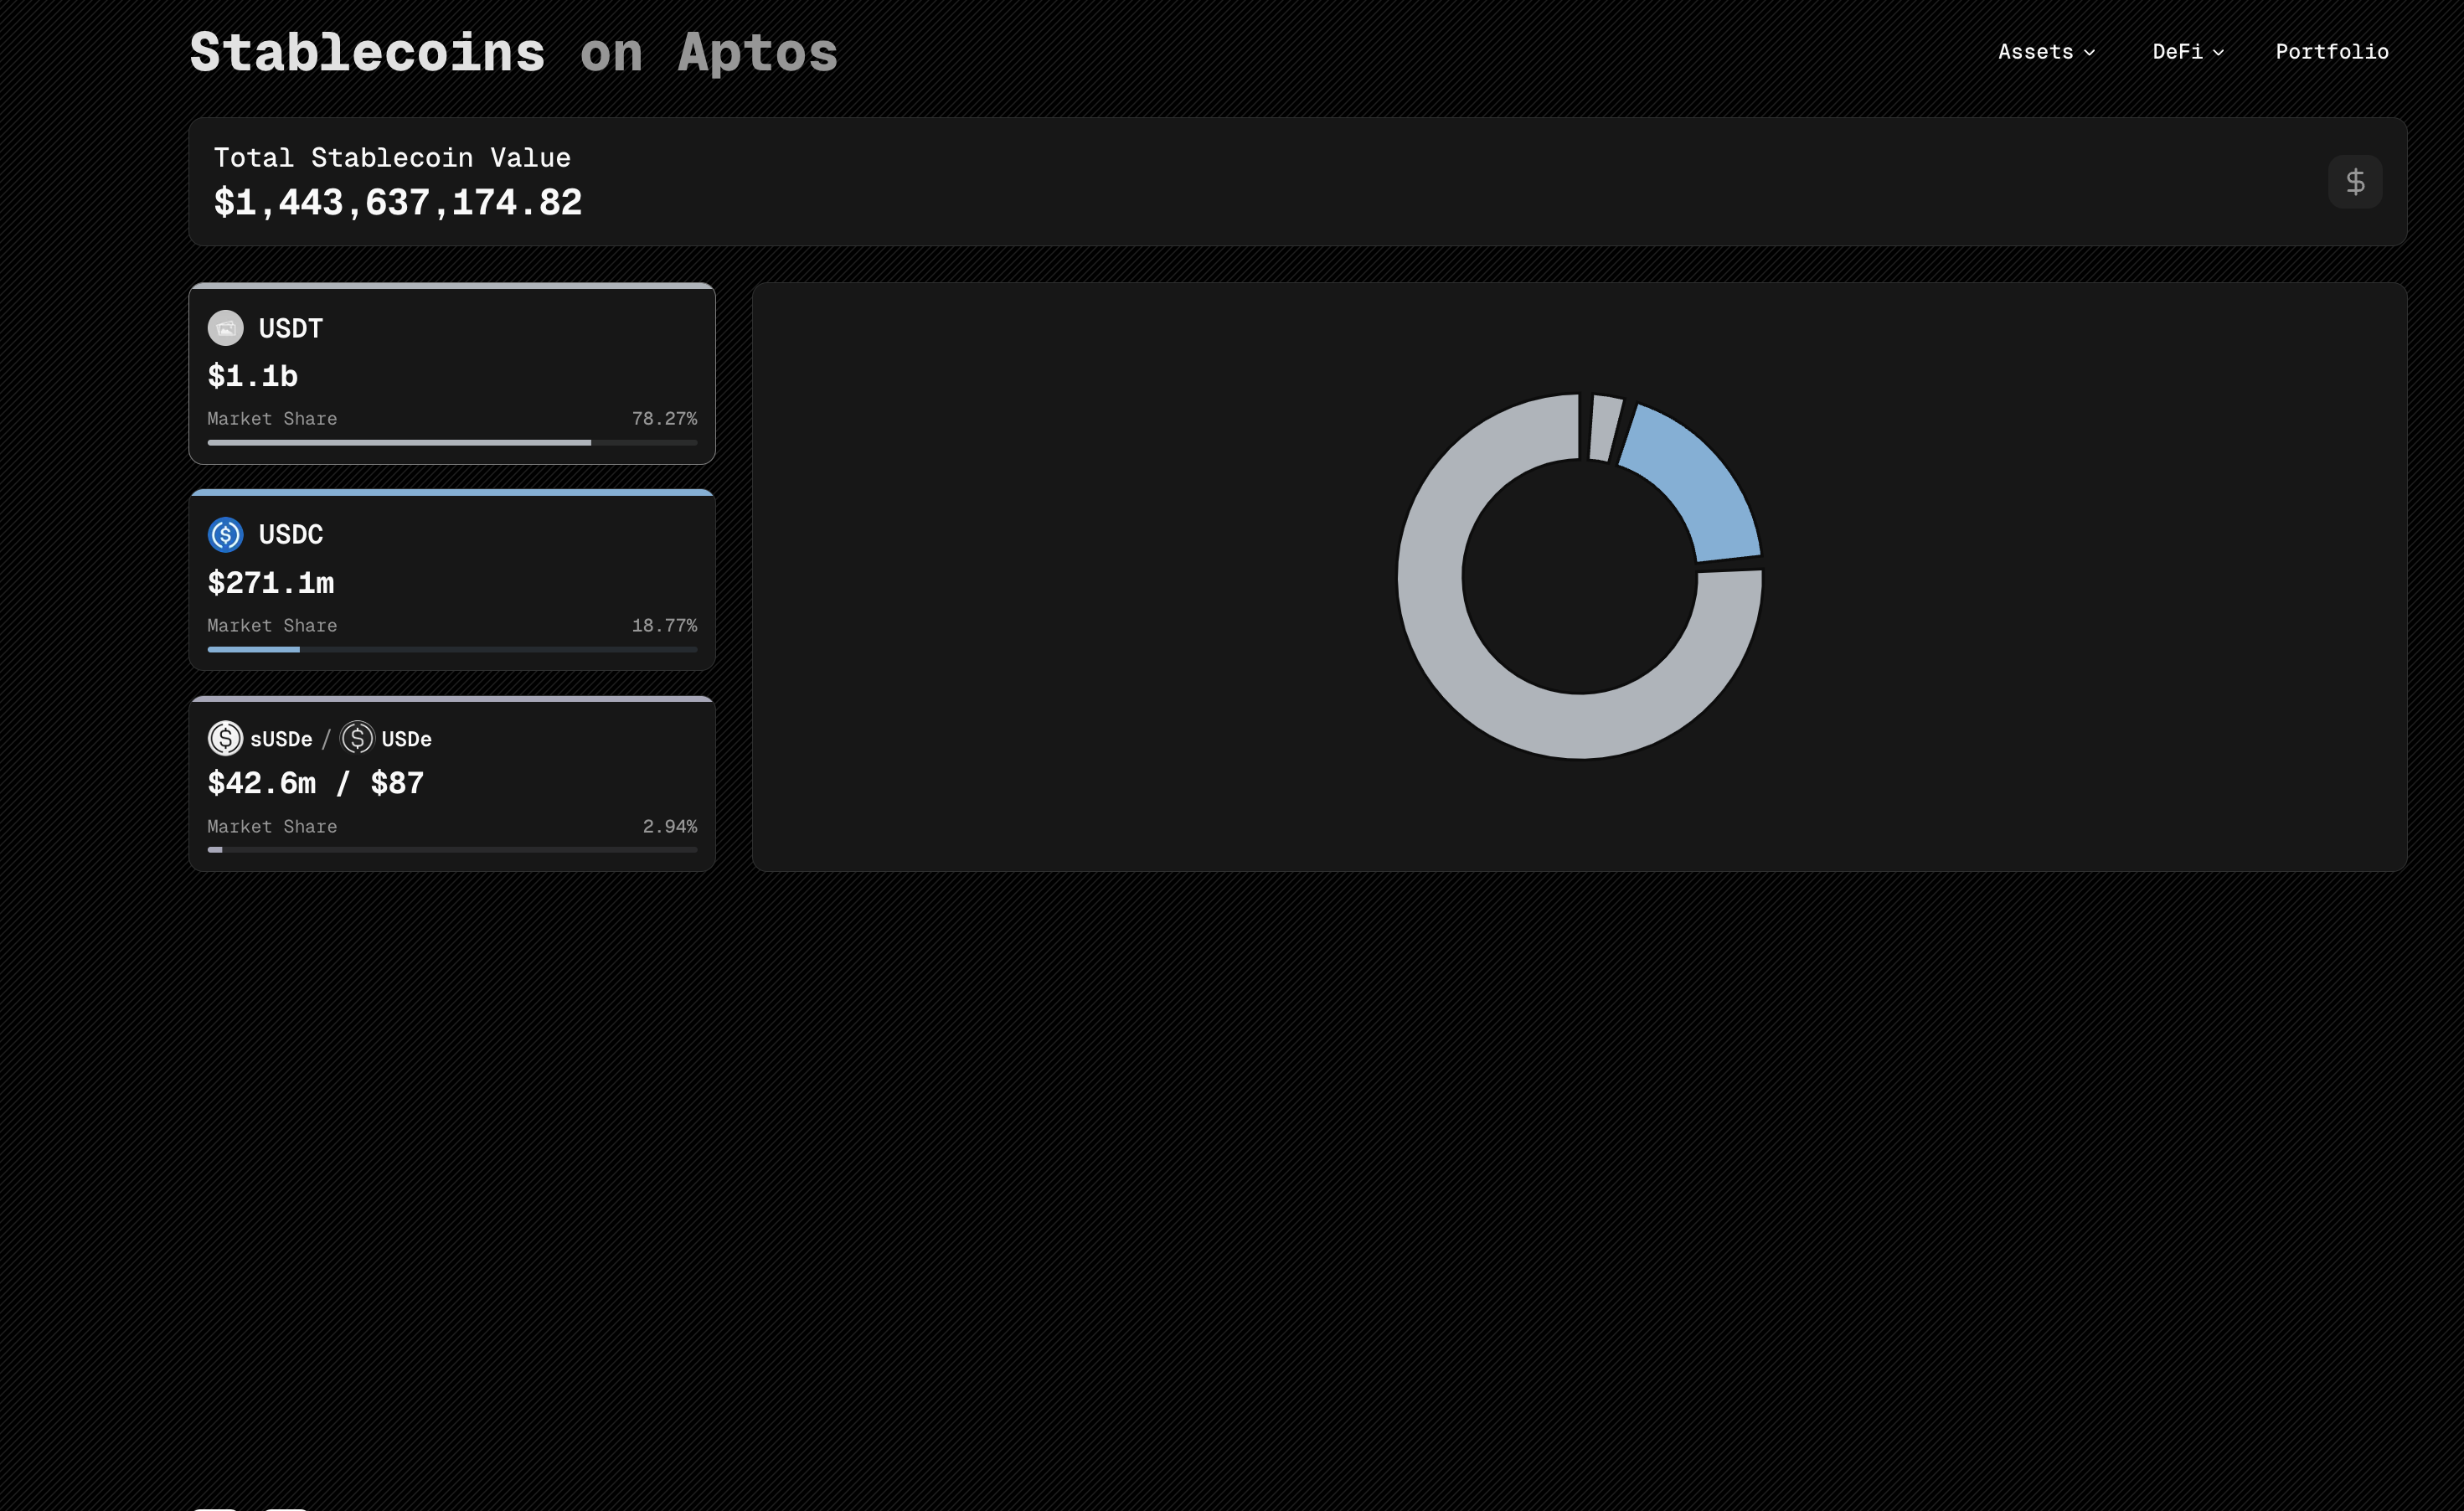 Stablecoins on Aptos
Assets DeFi Portfolio
Total Stablecoin Value
$1,443,637,174.82
$
USDT
$1.1b
Market Share 78.27%
USDC
$271.1m
Market Share 18.77%
sUSDe / USDe
$42.6m / $87
Market Share 2.94%